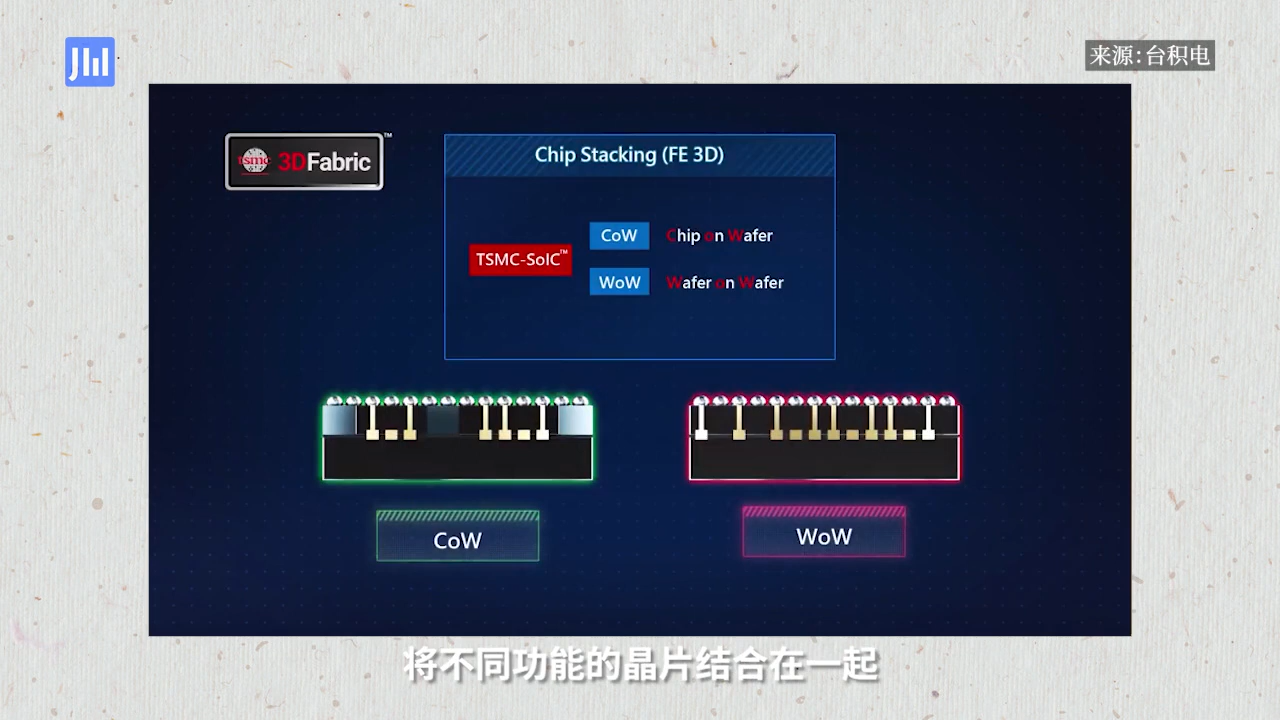 来源:台积电
tsmc 3DFabric™
Chip Stacking (FE 3D)
TSMC-SoIC™
CoW Chip on Wafer
WoW Wafer on Wafer
CoW
WoW
将不同功能的晶片结合在一起